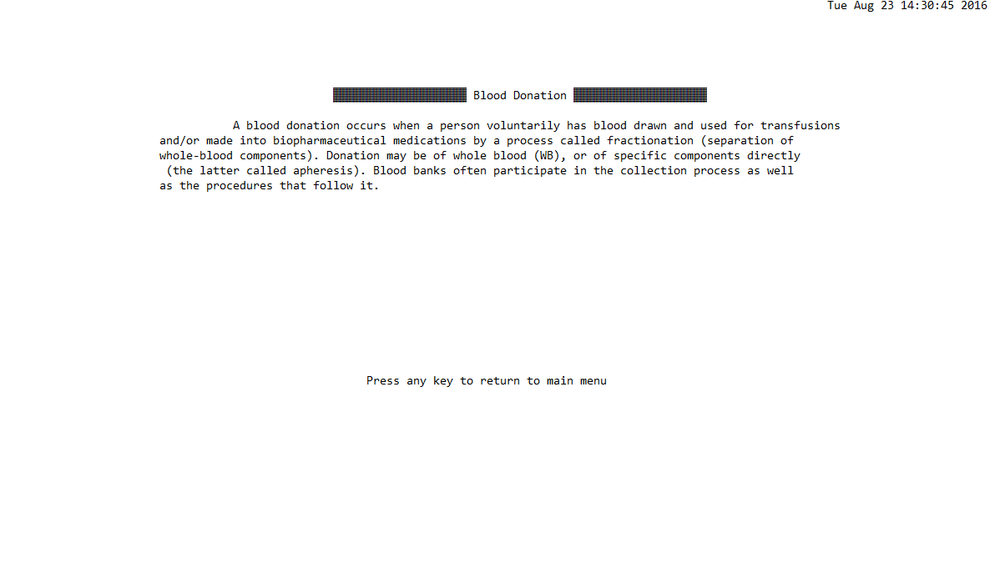 Tue Aug 23 14:30:45 2016
Blood Donation
A blood donation occurs when a person voluntarily has blood drawn and used for transfusions
and/or made into biopharmaceutical medications by a process called fractionation (separation of
whole-blood components). Donation may be of whole blood (WB), or of specific components directly
(the latter called apheresis). Blood banks often participate in the collection process as well
as the procedures that follow it.
Press any key to return to main menu